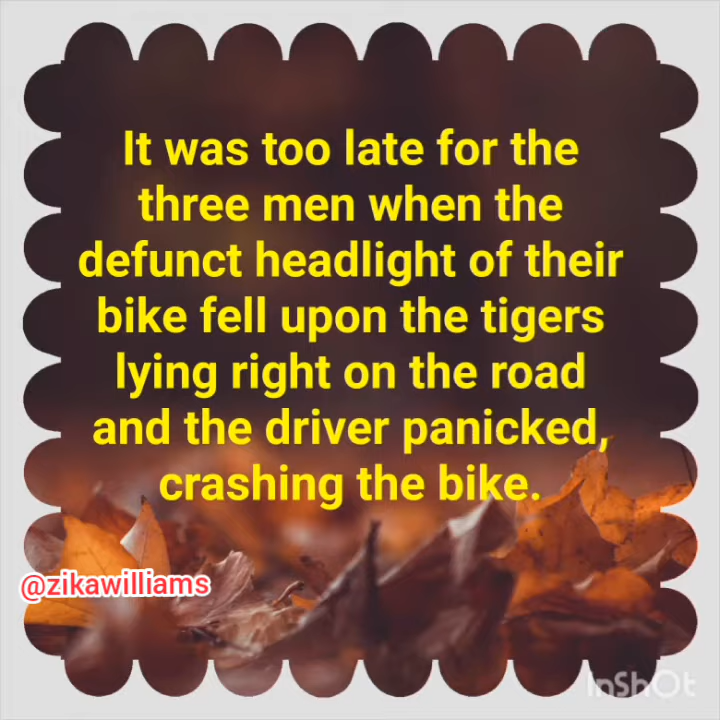 It was too late for the
three men when the
defunct headlight of their
bike fell upon the tigers
lying right on the road
and the driver panicked,
crashing the bike.
@zikawilliams
InShOt